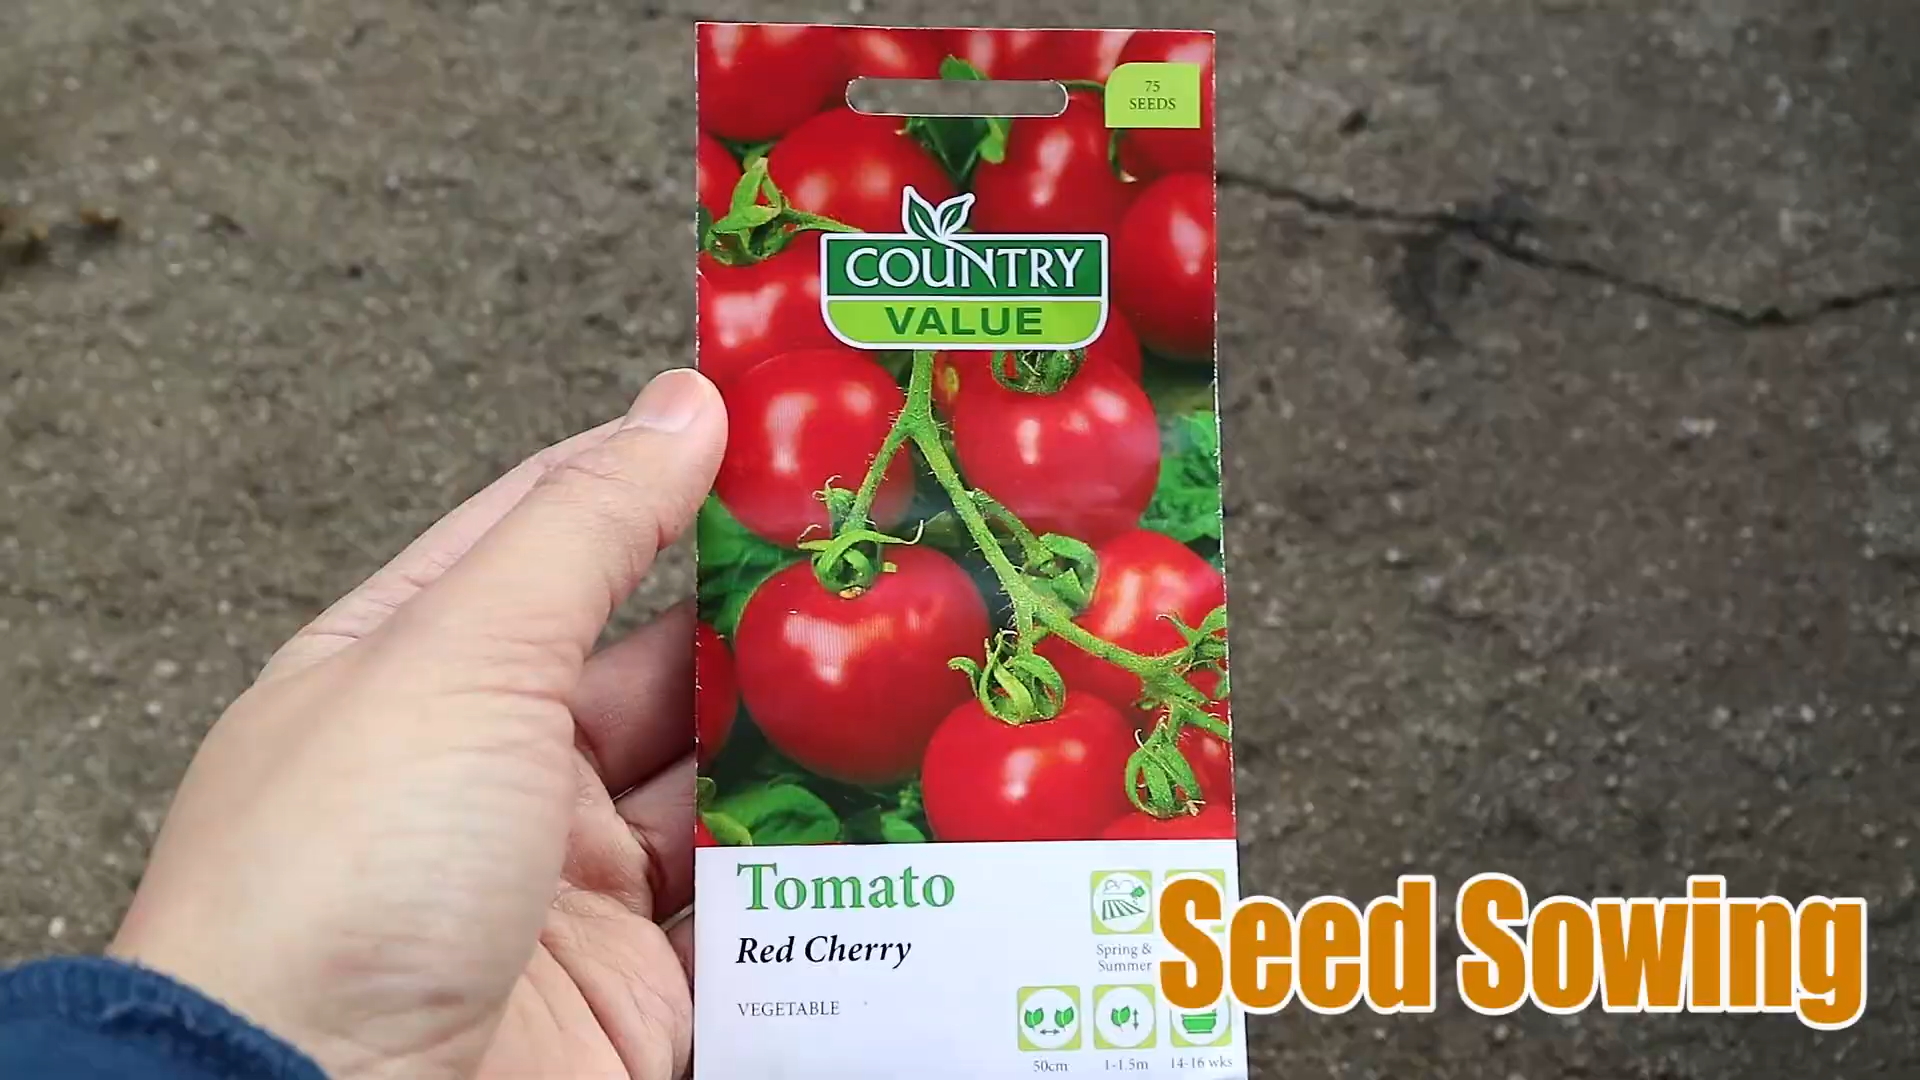 75
SEEDS
COUNTRY
VALUE
Tomato
Red Cherry
VEGETABLE
Spring &
Summer
50cm
1-1.5m
14-16 wks
Seed Sowing